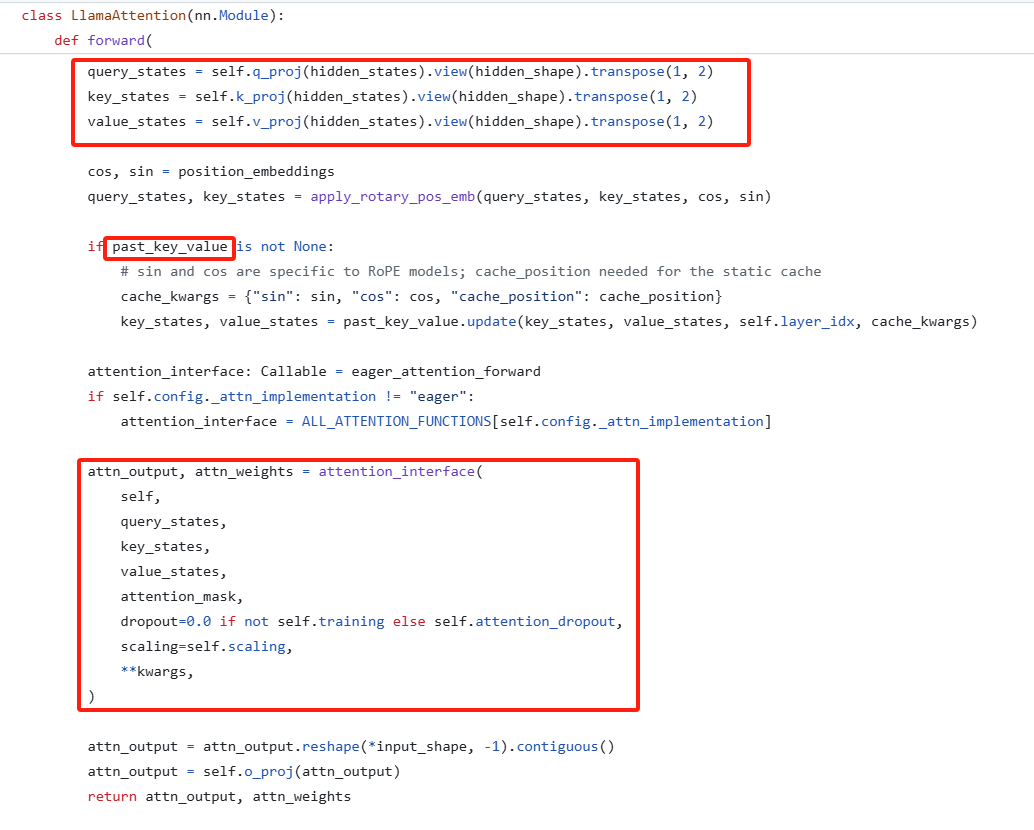 class LlamaAttention(nn.Module):
def forward(
query_states = self.q_proj(hidden_states).view(hidden_shape).transpose(1, 2)
key_states = self.k_proj(hidden_states).view(hidden_shape).transpose(1, 2)
value_states = self.v_proj(hidden_states).view(hidden_shape).transpose(1, 2)
cos, sin = position_embeddings
query_states, key_states = apply_rotary_pos_emb(query_states, key_states, cos, sin)
if past_key_value is not None:
# sin and cos are specific to RoPE models; cache_position needed for the static cache
cache_kwargs = {"sin": sin, "cos": cos, "cache_position": cache_position}
key_states, value_states = past_key_value.update(key_states, value_states, self.layer_idx, cache_kwargs)
attention_interface: Callable = eager_attention_forward
if self.config._attn_implementation != "eager":
attention_interface = ALL_ATTENTION_FUNCTIONS[self.config._attn_implementation]
attn_output, attn_weights = attention_interface(
self,
query_states,
key_states,
value_states,
attention_mask,
dropout=0.0 if not self.training else self.attention_dropout,
scaling=self.scaling,
**kwargs,
)
attn_output = attn_output.reshape(*input_shape, -1).contiguous()
attn_output = self.o_proj(attn_output)
return attn_output, attn_weights